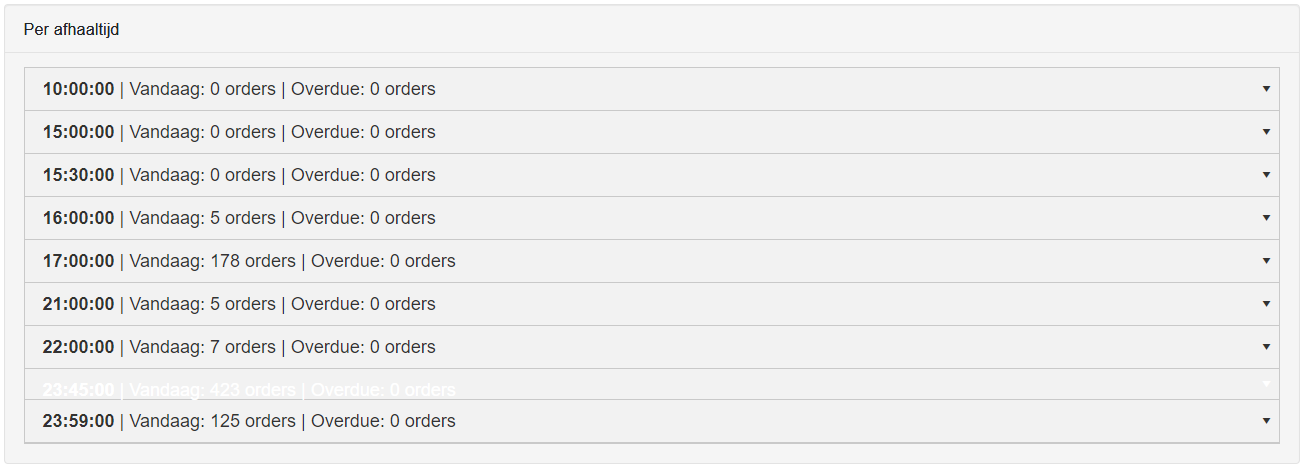 Per afhaaltijd
10:00:00 | Vandaag: 0 orders | Overdue: 0 orders
15:00:00 | Vandaag: 0 orders | Overdue: 0 orders
15:30:00 | Vandaag: 0 orders | Overdue: 0 orders
16:00:00 | Vandaag: 5 orders | Overdue: 0 orders
17:00:00 | Vandaag: 178 orders | Overdue: 0 orders
21:00:00 | Vandaag: 5 orders | Overdue: 0 orders
22:00:00 | Vandaag: 7 orders | Overdue: 0 orders
23:45:00 | Vandaag: 423 orders | Overdue: 0 orders
23:59:00 | Vandaag: 125 orders | Overdue: 0 orders